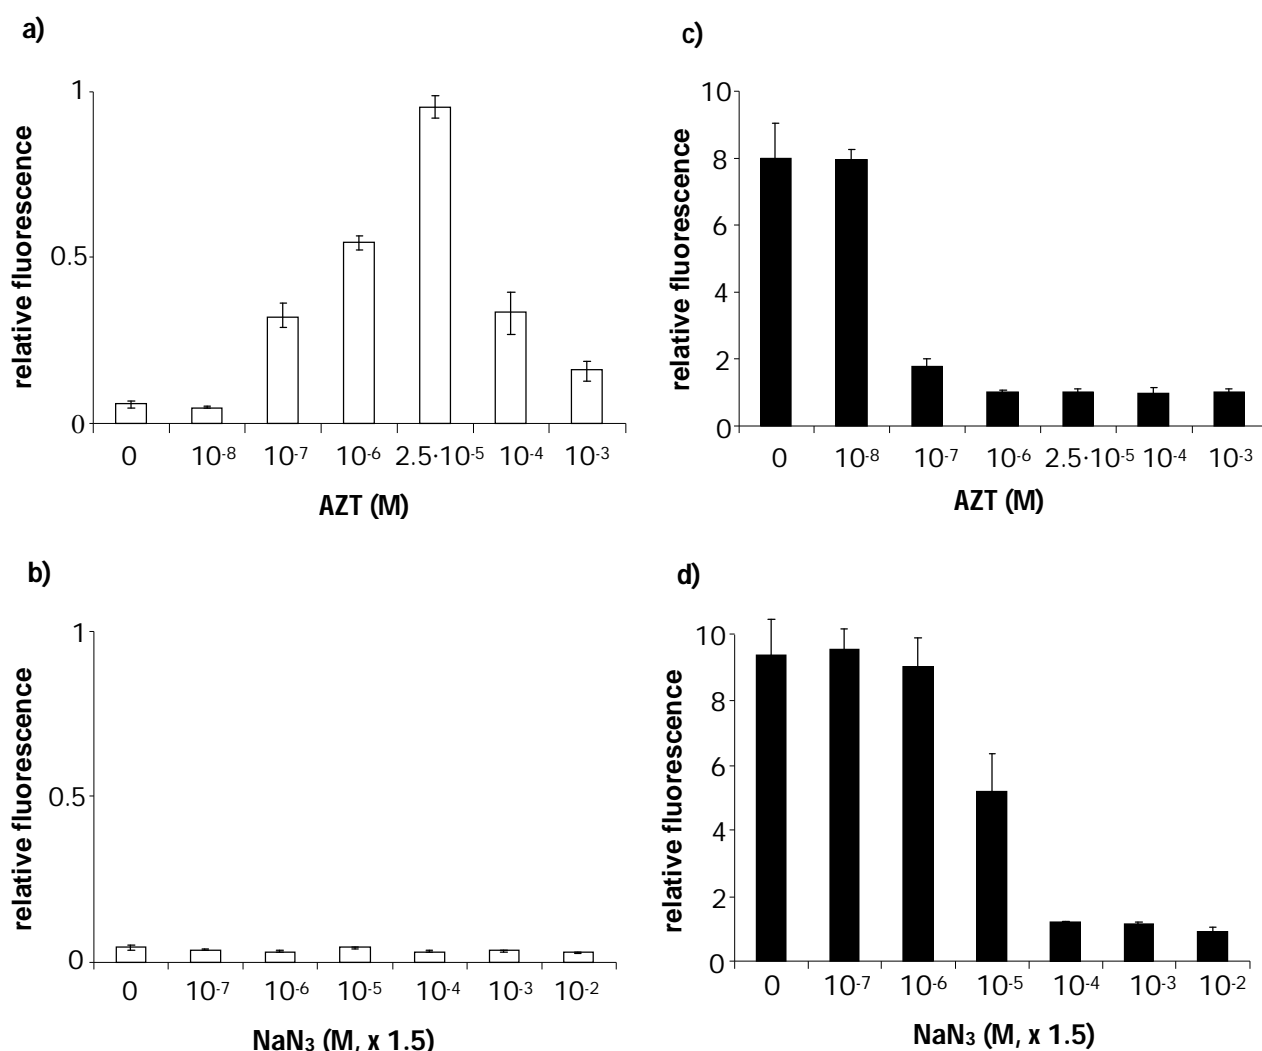 a)
1
0.5
0
relative fluorescence
0 10-8 10-7 10-6 2.5·10-5 10-4 10-3
AZT (M)
c)
10
8
6
4
2
0
relative fluorescence
0 10-8 10-7 10-6 2.5·10-5 10-4 10-3
AZT (M)
b)
1
0.5
0
relative fluorescence
0 10-7 10-6 10-5 10-4 10-3 10-2
NaN3 (M, x 1.5)
d)
10
8
6
4
2
0
relative fluorescence
0 10-7 10-6 10-5 10-4 10-3 10-2
NaN3 (M, x 1.5)